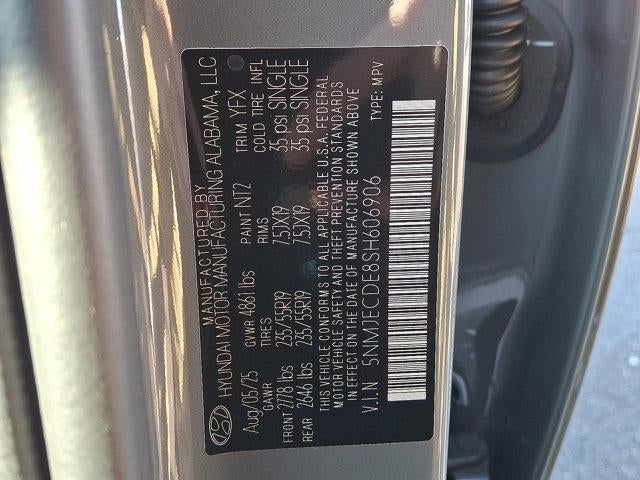 MANUFACTURED BY
HYUNDAI MOTOR MANUFACTURING ALABAMA, LLC
Aug/05/25 GVWR 4861 lbs PAINT NT2 TRIM YFX
GAWR TIRES RIMS COLD TIRE INFL
FRONT 2778 lbs 235/55R19 7.5JX19 35 psi SINGLE
REAR 2646 lbs 235/55R19 7.5JX19 35 psi SINGLE
THIS VEHICLE CONFORMS TO ALL APPLICABLE U.S.A. FEDERAL
MOTOR VEHICLE SAFETY AND THEFT PREVENTION STANDARDS
IN EFFECT ON THE DATE OF MANUFACTURE SHOWN ABOVE
V.I.N 5NMJECDE8SH606906 TYPE: MPV